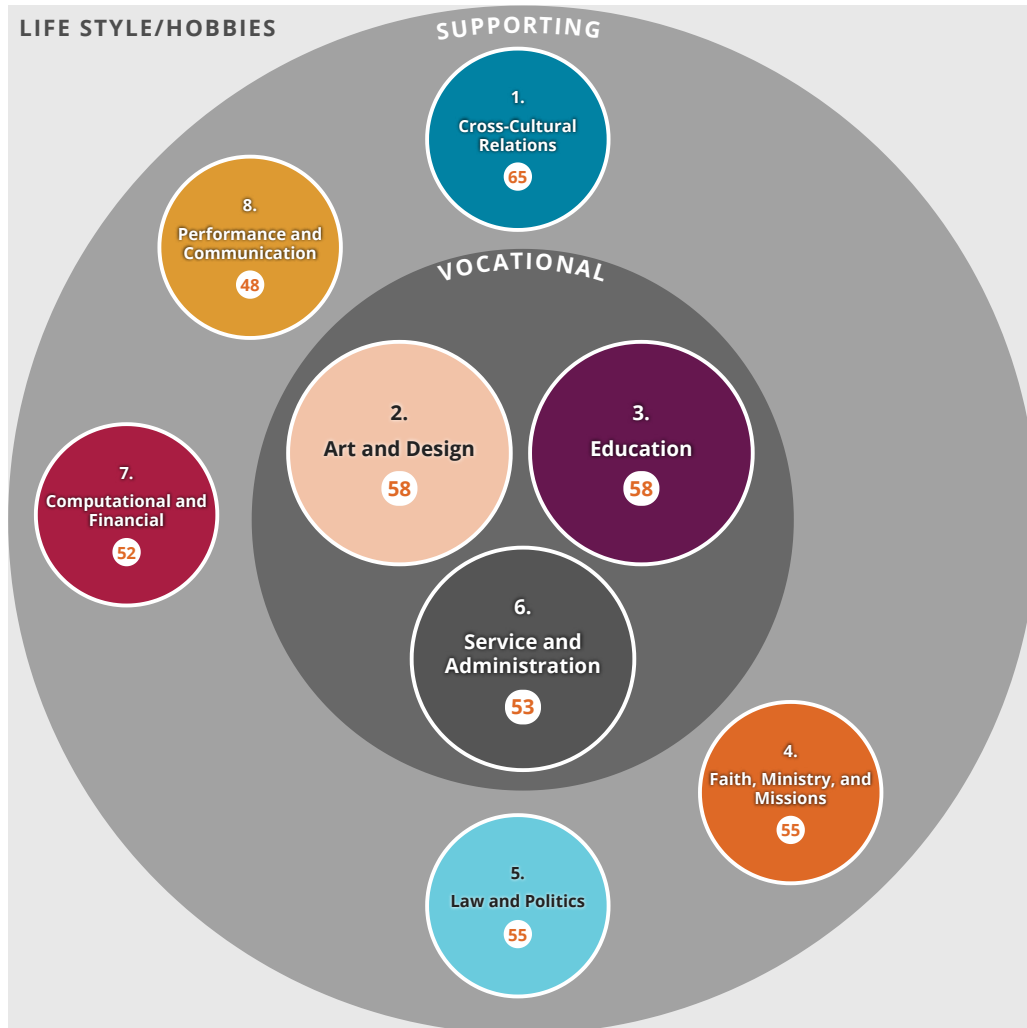 LIFE STYLE/HOBBIES
SUPPORTING
1.
Cross-Cultural
Relations
65
8.
Performance and
Communication
48
VOCATIONAL
2.
Art and Design
58
3.
Education
58
7.
Computational and
Financial
52
6.
Service and
Administration
53
4.
Faith, Ministry, and
Missions
55
5.
Law and Politics
55